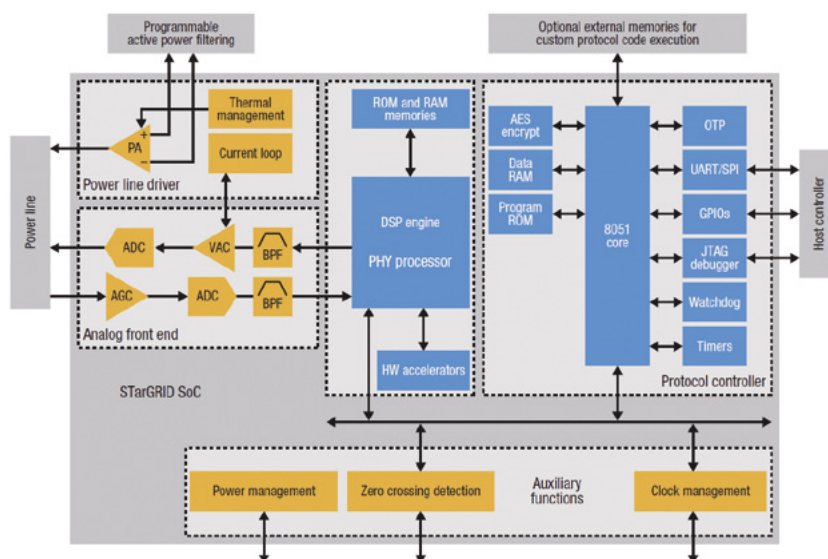 Programmable
active power filtering
Optional external memories for
custom protocol code execution
Thermal
management
PA
+
–
Current loop
Power line driver
Power line
ADC
VAC
BPF
AGC
ADC
BPF
Analog front end
ROM and RAM
memories
DSP engine
PHY processor
HW accelerators
AES
encrypt
Data
RAM
Program
ROM
8051
core
OTP
UART/SPI
GPIOs
JTAG
debugger
Watchdog
Timers
Protocol controller
Host controller
STarGRID SoC
Power management
Zero crossing detection
Auxiliary
functions
Clock management